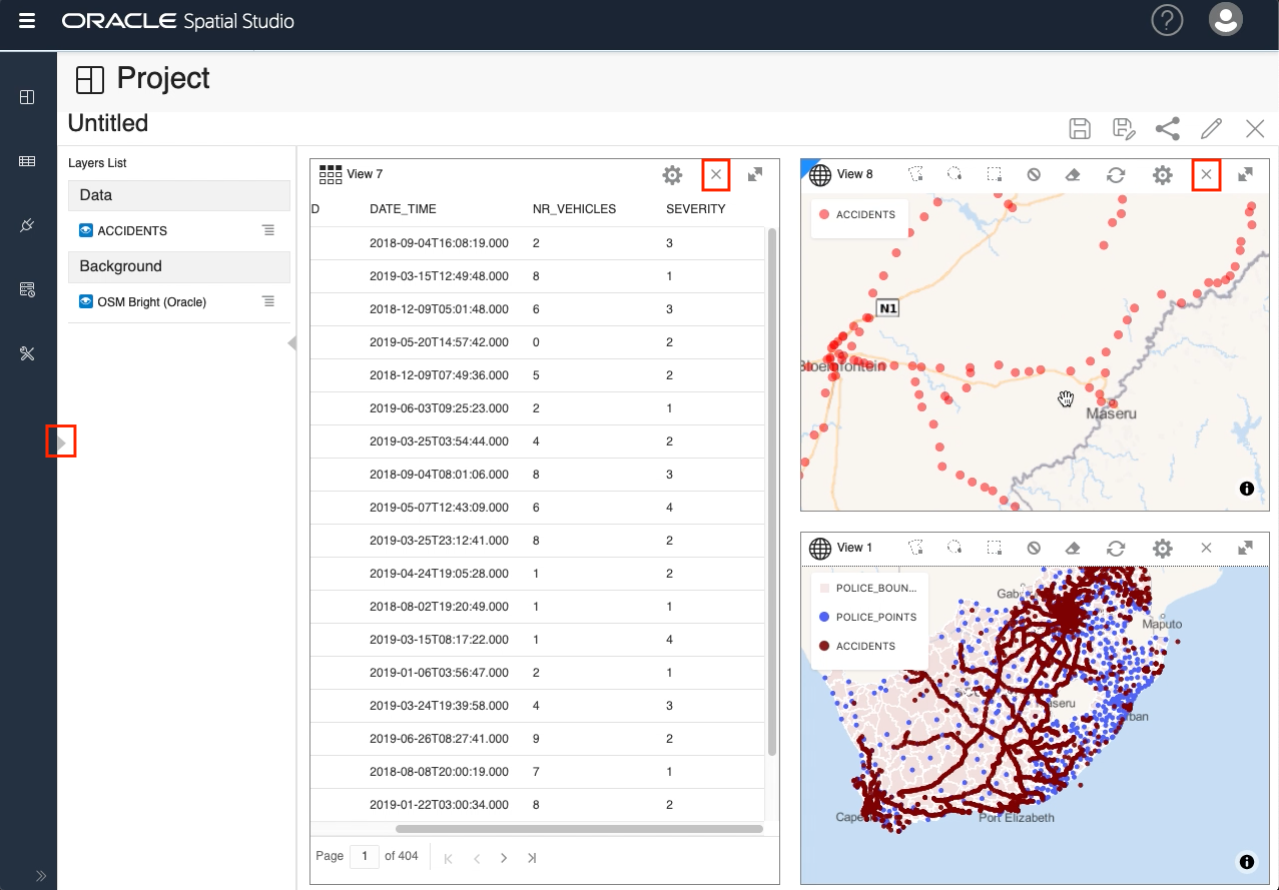 ORACLE Spatial Studio
Project
Untitled
Layers List
Data
ACCIDENTS
Background
OSM Bright (Oracle)
View 7
D DATE_TIME NR_VEHICLES SEVERITY
2018-09-04T16:08:19.000 2 3
2019-03-15T12:49:48.000 8 1
2018-12-09T05:01:48.000 6 3
2019-05-20T14:57:42.000 0 2
2018-12-09T07:49:36.000 5 2
2019-06-03T09:25:23.000 2 1
2019-03-25T03:54:44.000 4 2
2018-09-04T08:01:06.000 8 3
2019-05-07T12:43:09.000 6 4
2019-03-25T23:12:41.000 8 2
2019-04-24T19:05:28.000 1 2
2018-08-02T19:20:49.000 1 1
2019-03-15T08:17:22.000 1 4
2019-01-06T03:56:47.000 2 1
2019-03-24T19:39:58.000 4 3
2019-06-26T08:27:41.000 9 2
2018-08-08T20:00:19.000 7 1
2019-01-22T03:00:34.000 8 2
Page 1 of 404
View 8
ACCIDENTS
N1
Bloemfontein
Maseru
View 1
POLICE_BOUN...
POLICE_POINTS
ACCIDENTS
Gab
Maputo
aseru
rban
Cape
Port Elizabeth